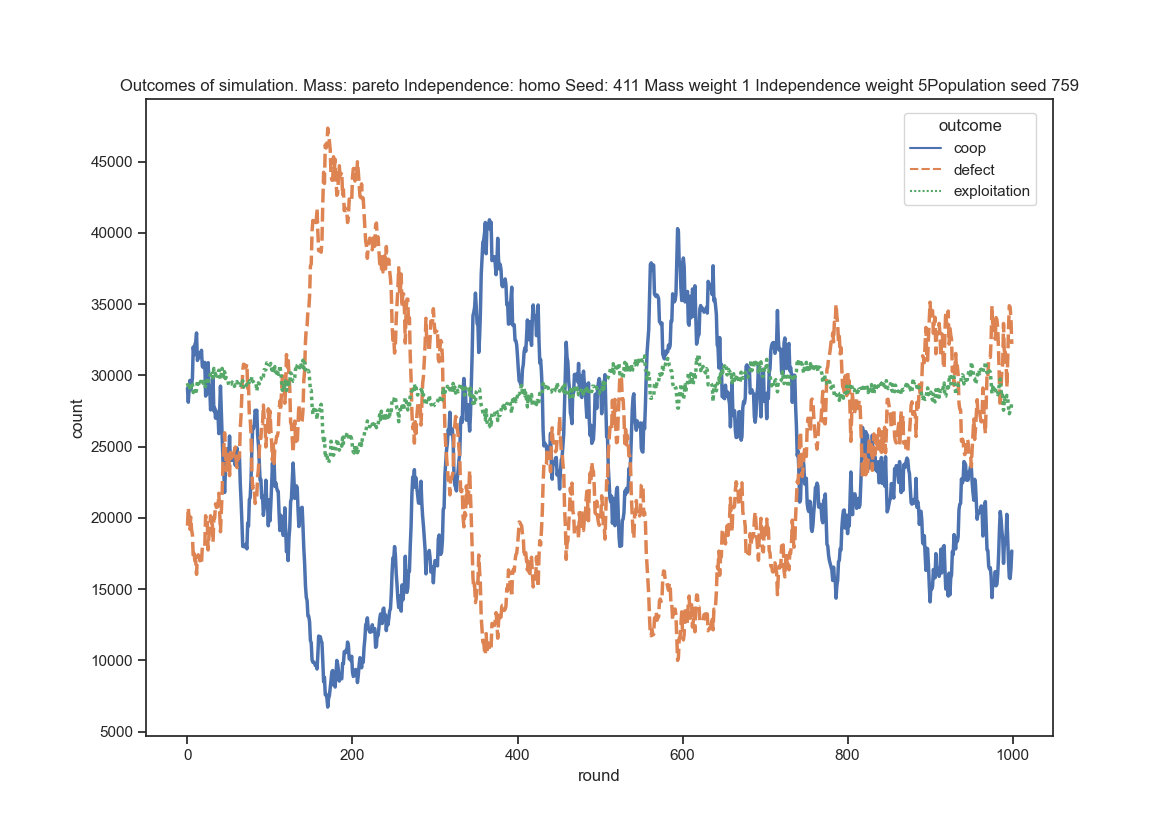 Outcomes of simulation. Mass: pareto Independence: homo Seed: 411 Mass weight 1 Independence weight 5Population seed 759
outcome
coop
defect
exploitation
45000
40000
35000
30000
25000
20000
15000
10000
5000
count
0 200 400 600 800 1000
round